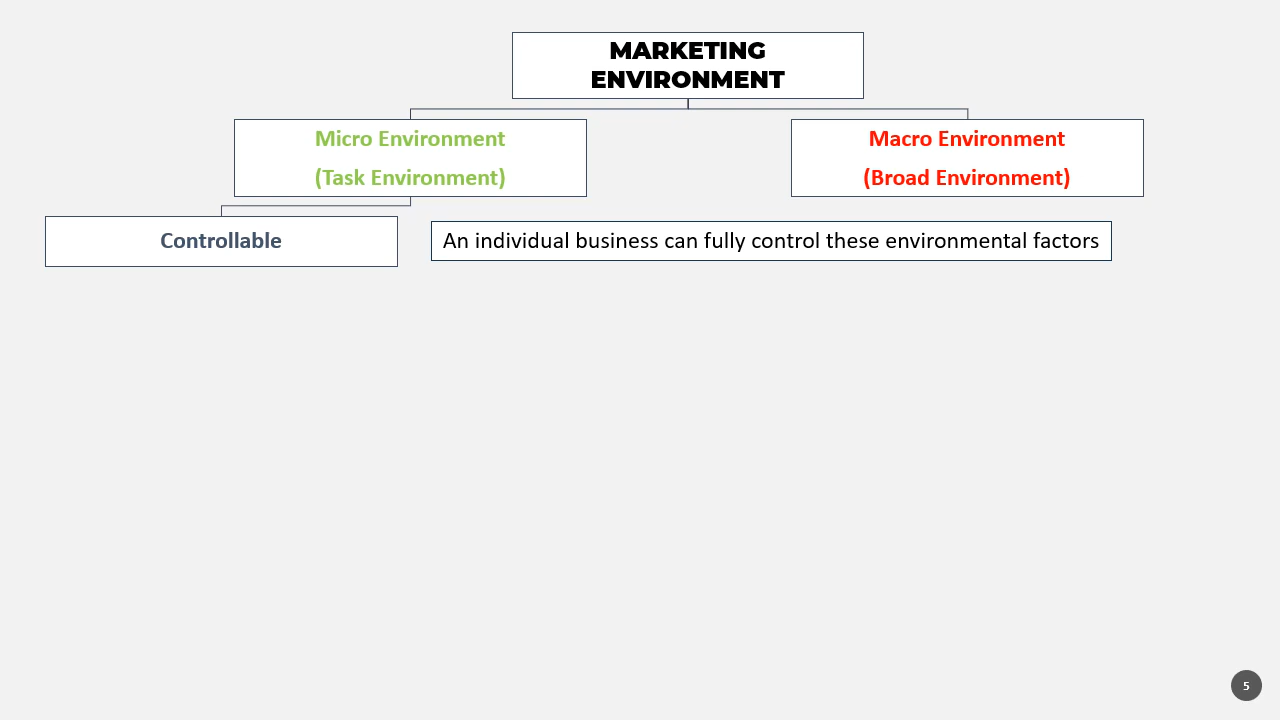 MARKETING
ENVIRONMENT
Micro Environment
(Task Environment)
Macro Environment
(Broad Environment)
Controllable
An individual business can fully control these environmental factors
5